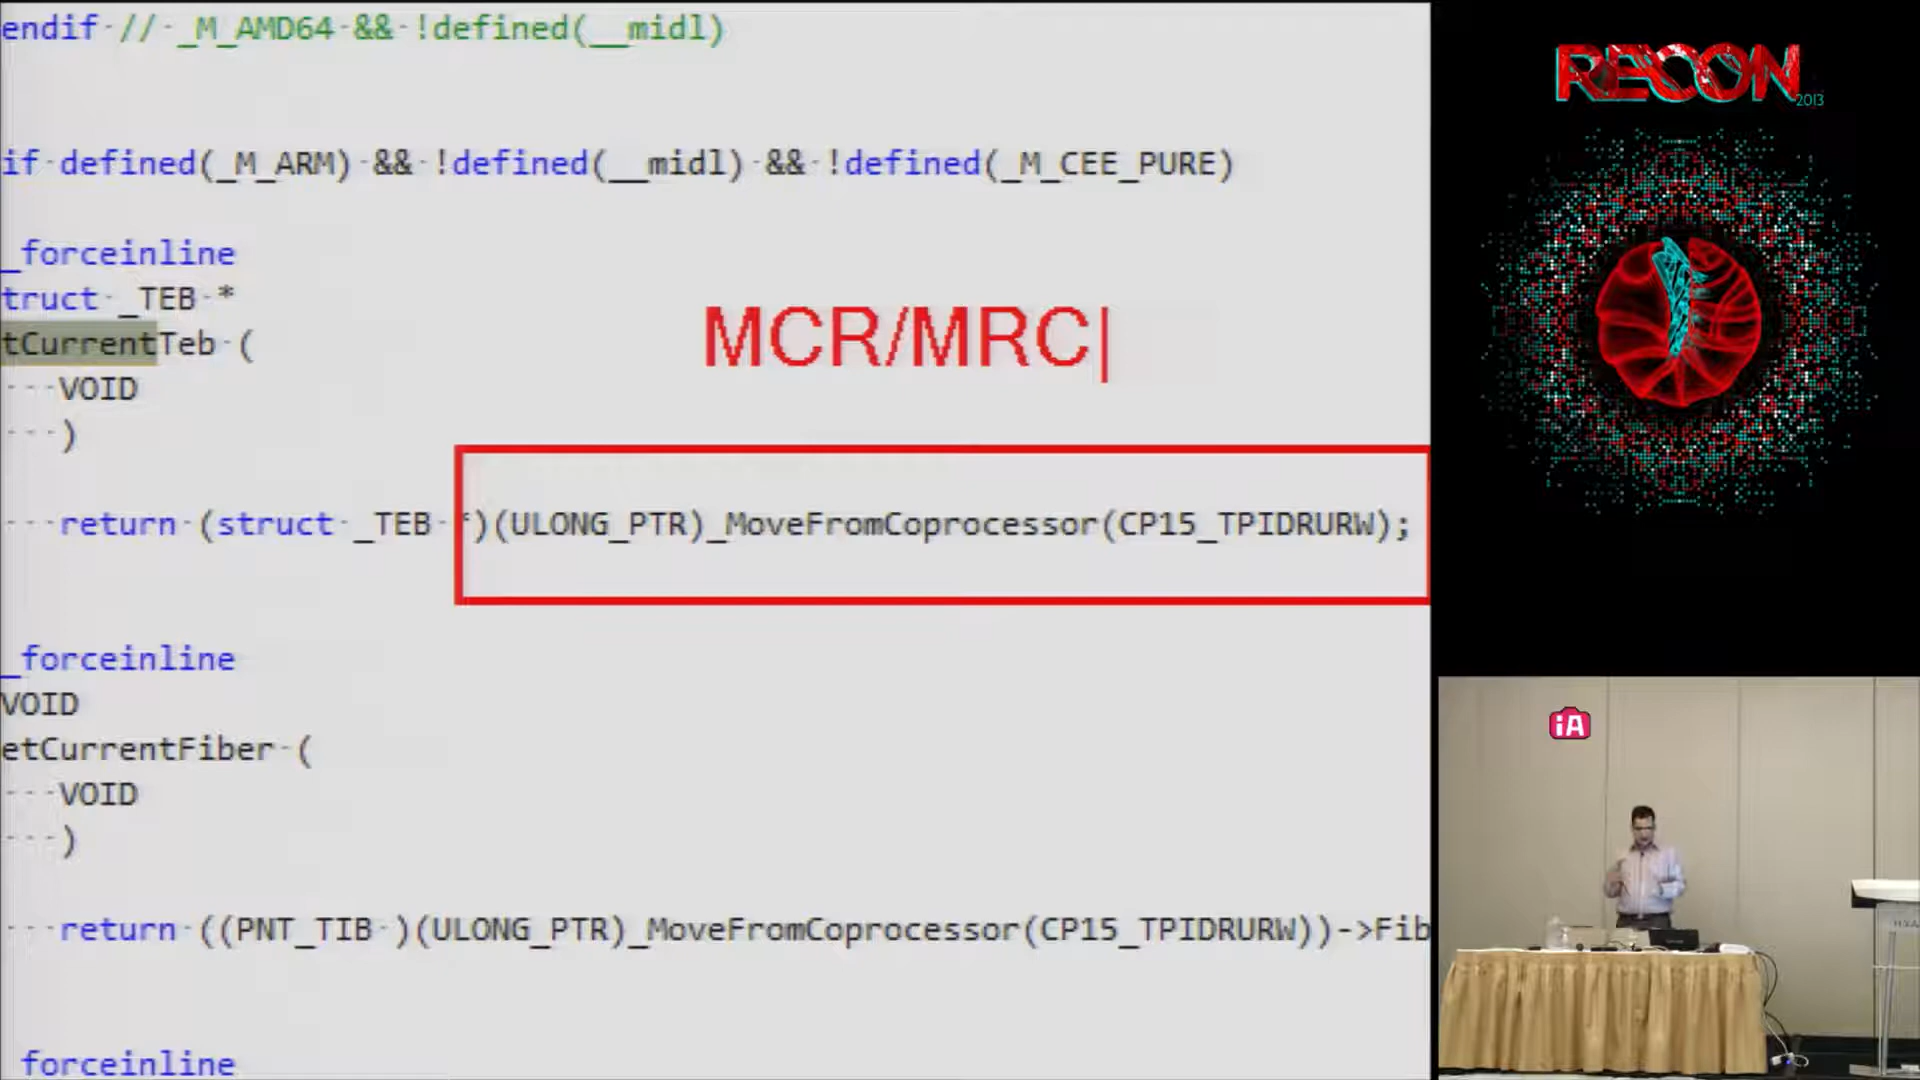 endif // _M_AMD64 && !defined(__midl)
if defined(_M_ARM) && !defined(__midl) && !defined(_M_CEE_PURE)
_forceinline
truct _TEB *
tCurrentTeb (
VOID
)
MCR/MRC|
return (struct _TEB *)(ULONG_PTR)_MoveFromCoprocessor(CP15_TPIDRURW);
_forceinline
VOID
etCurrentFiber (
VOID
)
return ((PNT_TIB )(ULONG_PTR)_MoveFromCoprocessor(CP15_TPIDRURW))->Fib
forceinline
RECON
2013
iA